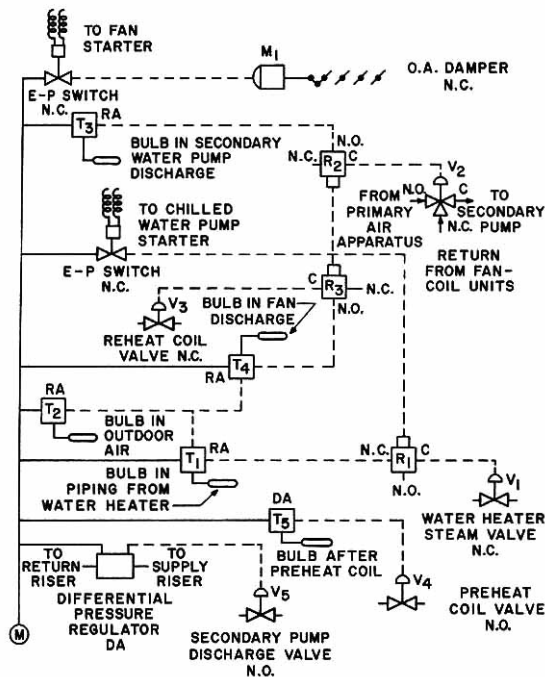 TO FAN
STARTER
M1
O.A. DAMPER
N.C.
E-P SWITCH
N.C.
RA
T3
N.O.
BULB IN SECONDARY
WATER PUMP
DISCHARGE
N.C.
R2
C
V2
N.O.
C
FROM
PRIMARY
AIR
APPARATUS
TO
SECONDARY
PUMP
N.C.
RETURN
FROM FAN-
COIL UNITS
TO CHILLED
WATER PUMP
STARTER
E-P SWITCH
N.C.
C
R3
N.C.
N.O.
V3
BULB IN FAN
DISCHARGE
REHEAT COIL
VALVE N.C.
T4
RA
RA
T2
BULB IN
OUTDOOR
AIR
RA
T1
BULB IN
PIPING FROM
WATER HEATER
N.C.
R1
C
N.O.
V1
WATER HEATER
STEAM VALVE
N.C.
DA
T5
BULB AFTER
PREHEAT COIL
V4
PREHEAT
COIL VALVE
N.O.
TO
RETURN
RISER
TO
SUPPLY
RISER
DIFFERENTIAL
PRESSURE
REGULATOR
DA
V5
SECONDARY PUMP
DISCHARGE VALVE
N.O.
M